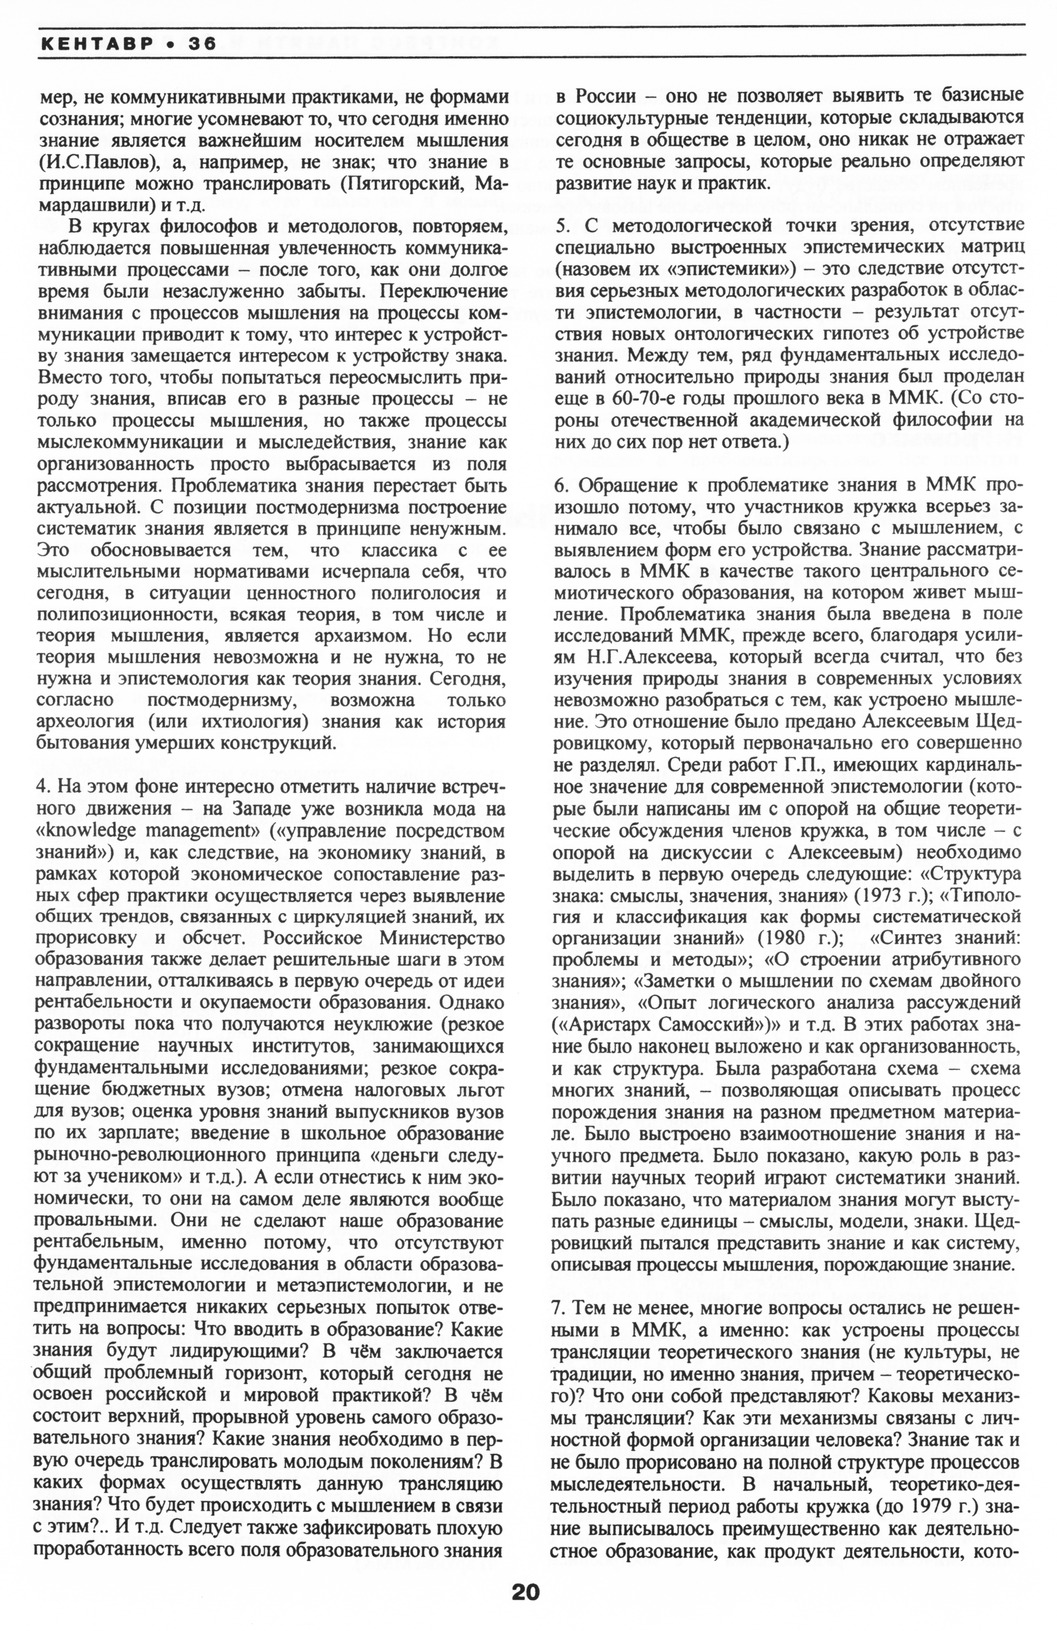 КЕНТАВР • 36
мер, не коммуникативными практиками, не формами
сознания; многие усомневают то, что сегодня именно
знание является важнейшим носителем мышления
(И.С.Павлов), а, например, не знак; что знание в
принципе можно транслировать (Пятигорский, Ма-
мардашвили) и т.д.
В кругах философов и методологов, повторяем,
наблюдается повышенная увлеченность коммуника-
тивными процессами – после того, как они долгое
время были незаслуженно забыты. Переключение
внимания с процессов мышления на процессы ком-
муникации приводит к тому, что интерес к устройст-
ву знания замещается интересом к устройству знака.
Вместо того, чтобы попытаться переосмыслить при-
роду знания, вписав его в разные процессы – не
только процессы мышления, но также процессы
мыслекоммуникации и мыследействия, знание как
организованность просто выбрасывается из поля
рассмотрения. Проблематика знания перестает быть
актуальной. С позиции постмодернизма построение
систематик знания является в принципе ненужным.
Это обосновывается тем, что классика с ее
мыслительными нормативами исчерпала себя, что
сегодня, в ситуации ценностного полиголосия и
полипозиционности, всякая теория, в том числе и
теория мышления, является архаизмом. Но если
теория мышления невозможна и не нужна, то не
нужна и эпистемология как теория знания. Сегодня,
согласно постмодернизму, возможна только
археология (или ихтиология) знания как история
бытования умерших конструкций.
4. На этом фоне интересно отметить наличие встреч-
ного движения – на Западе уже возникла мода на
«knowledge management» («управление посредством
знаний») и, как следствие, на экономику знаний, в
рамках которой экономическое сопоставление раз-
ных сфер практики осуществляется через выявление
общих трендов, связанных с циркуляцией знаний, их
прорисовку и обсчет. Российское Министерство
образования также делает решительные шаги в этом
направлении, отталкиваясь в первую очередь от идеи
рентабельности и окупаемости образования. Однако
развороты пока что получаются неуклюжие (резкое
сокращение научных институтов, занимающихся
фундаментальными исследованиями; резкое сокра-
щение бюджетных вузов; отмена налоговых льгот
для вузов; оценка уровня знаний выпускников вузов
по их зарплате; введение в школьное образование
рыночно-революционного принципа «деньги следу-
ют за учеником» и т.д.). А если отнестись к ним эко-
номически, то они на самом деле являются вообще
провальными. Они не сделают наше образование
рентабельным, именно потому, что отсутствуют
фундаментальные исследования в области образова-
тельной эпистемологии и метаэпистемологии, и не
предпринимается никаких серьезных попыток отве-
тить на вопросы: Что вводить в образование? Какие
знания будут лидирующими? В чём заключается
общий проблемный горизонт, который сегодня не
освоен российской и мировой практикой? В чём
состоит верхний, прорывной уровень самого образо-
вательного знания? Какие знания необходимо в пер-
вую очередь транслировать молодым поколениям? В
каких формах осуществлять данную трансляцию
знания? Что будет происходить с мышлением в связи
с этим?.. И т.д. Следует также зафиксировать плохую
проработанность всего поля образовательного знания
в России – оно не позволяет выявить те базисные
социокультурные тенденции, которые складываются
сегодня в обществе в целом, оно никак не отражает
те основные запросы, которые реально определяют
развитие наук и практик.
5. С методологической точки зрения, отсутствие
специально выстроенных эпистемических матриц
(назовем их «эпистемики») – это следствие отсутст-
вия серьезных методологических разработок в облас-
ти эпистемологии, в частности – результат отсут-
ствия новых онтологических гипотез об устройстве
знания. Между тем, ряд фундаментальных исследо-
ваний относительно природы знания был проделан
еще в 60-70-е годы прошлого века в ММК. (Со сто-
роны отечественной академической философии на
них до сих пор нет ответа.)
6. Обращение к проблематике знания в ММК про-
изошло потому, что участников кружка всерьез за-
нимало все, чтобы было связано с мышлением, с
выявлением форм его устройства. Знание рассматри-
валось в ММК в качестве такого центрального се-
миотического образования, на котором живет мыш-
ление. Проблематика знания была введена в поле
исследований ММК, прежде всего, благодаря усили-
ям Н.Г.Алексеева, который всегда считал, что без
изучения природы знания в современных условиях
невозможно разобраться с тем, как устроено мышле-
ние. Это отношение было предано Алексеевым Щед-
ровицкому, который первоначально его совершенно
не разделял. Среди работ Г.П., имеющих кардиналь-
ное значение для современной эпистемологии (кото-
рые были написаны им с опорой на общие теорети-
ческие обсуждения членов кружка, в том числе – с
опорой на дискуссии с Алексеевым) необходимо
выделить в первую очередь следующие: «Структура
знака: смыслы, значения, знания» (1973 г.); «Типоло-
гия и классификация как формы систематической
организации знаний» (1980 г.); «Синтез знаний:
проблемы и методы»; «О строении атрибутивного
знания»; «Заметки о мышлении по схемам двойного
знания», «Опыт логического анализа рассуждений
(«Аристарх Самосский»)» и т.д. В этих работах зна-
ние было наконец выложено и как организованность,
и как структура. Была разработана схема – схема
многих знаний, – позволяющая описывать процесс
порождения знания на разном предметном материа-
ле. Было выстроено взаимоотношение знания и на-
учного предмета. Было показано, какую роль в раз-
витии научных теорий играют систематики знаний.
Было показано, что материалом знания могут высту-
пать разные единицы – смыслы, модели, знаки. Щед-
ровицкий пытался представить знание и как систему,
описывая процессы мышления, порождающие знание.
7. Тем не менее, многие вопросы остались не решен-
ными в ММК, а именно: как устроены процессы
трансляции теоретического знания (не культуры, не
традиции, но именно знания, причем – теоретическо-
го)? Что они собой представляют? Каковы механиз-
мы трансляции? Как эти механизмы связаны с лич-
ностной формой организации человека? Знание так и
не было прорисовано на полной структуре процессов
мыследеятельности. В начальный, теоретико-дея-
тельностный период работы кружка (до 1979 г.) зна-
ние выписывалось преимущественно как деятельно-
стное образование, как продукт деятельности, кото-
20